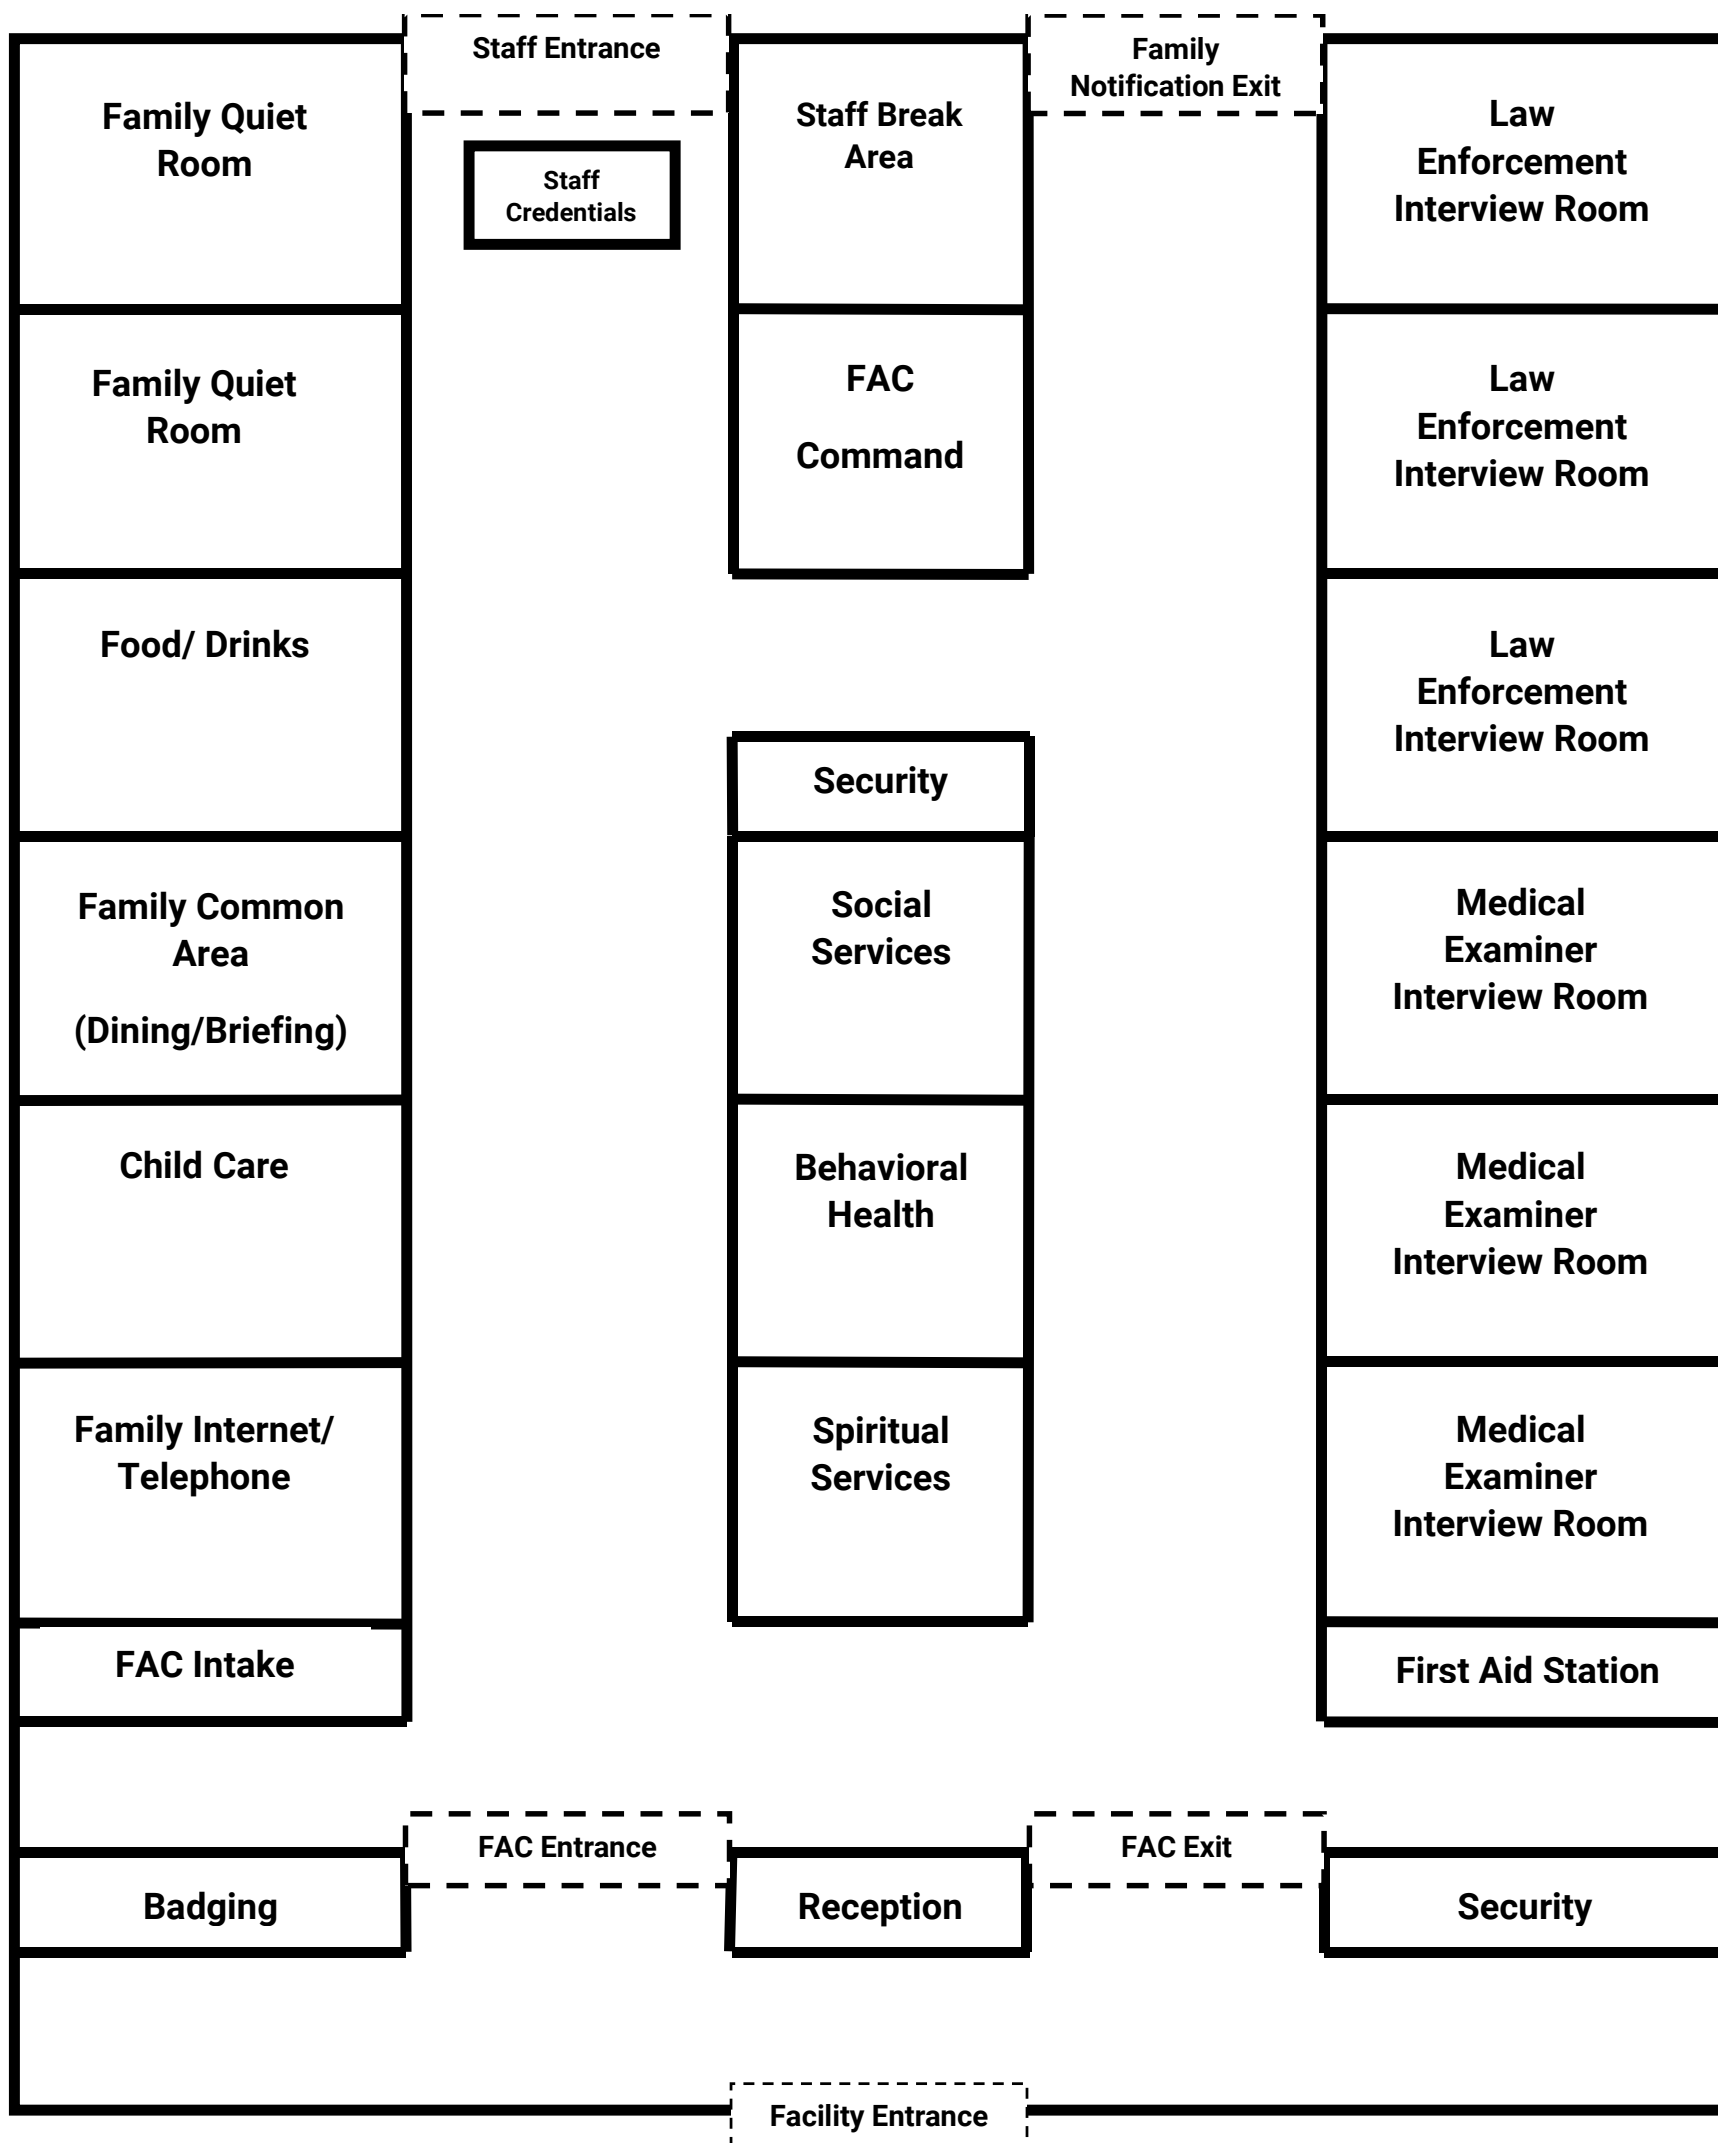 Staff Entrance
Family
Notification Exit
Family Quiet
Room
Staff Break
Area
Law
Enforcement
Interview Room
Staff
Credentials
Family Quiet
Room
FAC
Command
Law
Enforcement
Interview Room
Food/ Drinks
Law
Enforcement
Interview Room
Security
Family Common
Area
(Dining/Briefing)
Social
Services
Medical
Examiner
Interview Room
Child Care
Behavioral
Health
Medical
Examiner
Interview Room
Family Internet/
Telephone
Spiritual
Services
Medical
Examiner
Interview Room
FAC Intake
First Aid Station
FAC Entrance
FAC Exit
Badging
Reception
Security
Facility Entrance